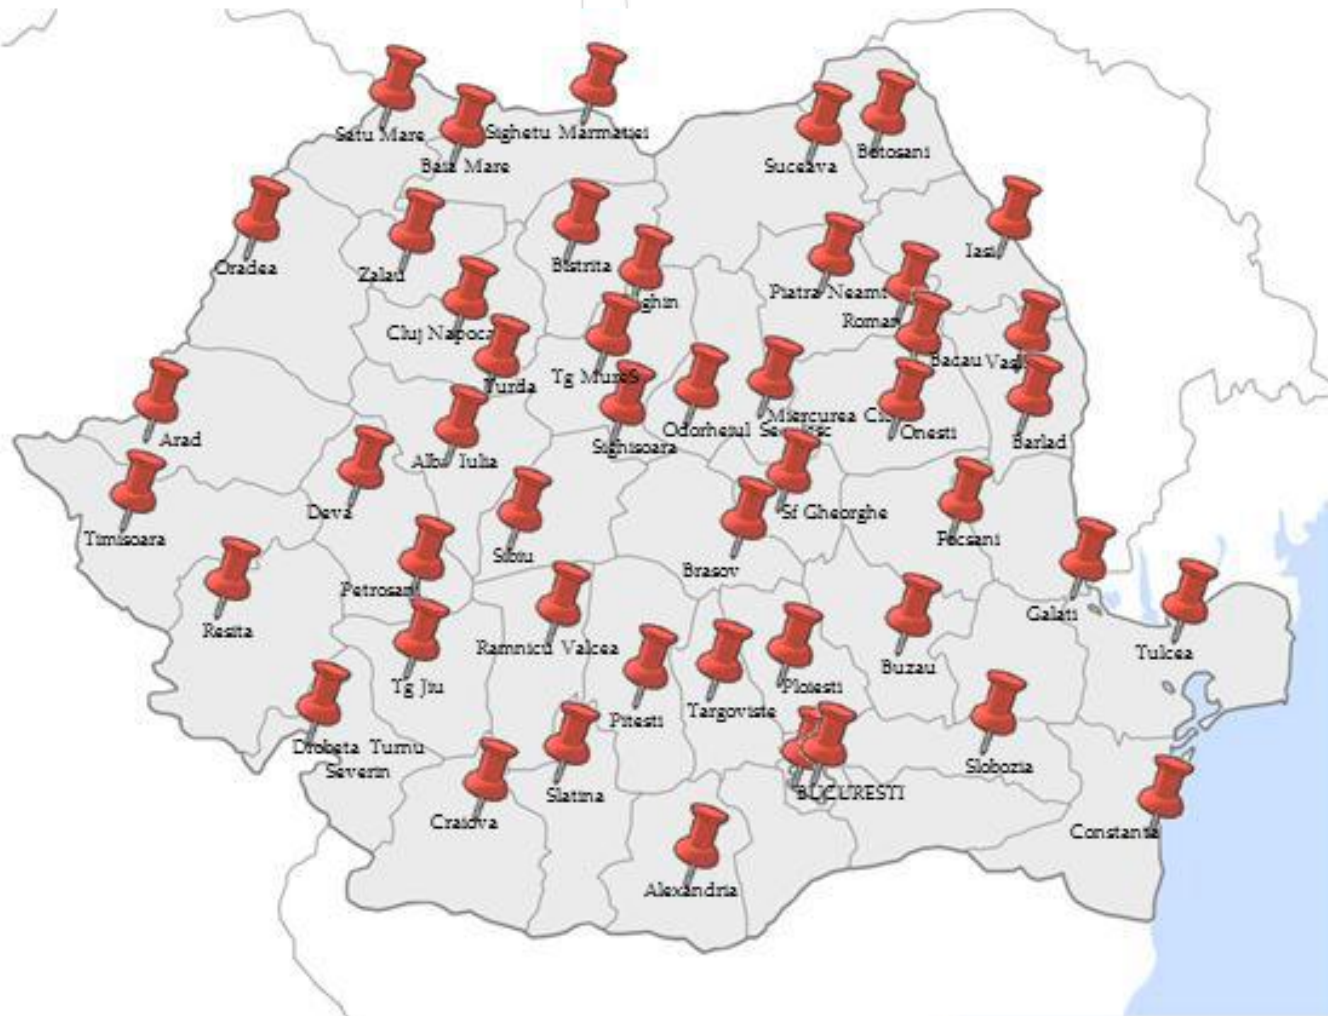 Satu Mare
Sighetu Marmatiei
Baia Mare
Suceava
Botosani
Oradea
Zalau
Bistrita
Iasi
Piatra Neamt
Roman
Cluj Napoca
Turda
Tg Mures
Bacau
Miercurea
Odorheiul
Onesti
Barlad
Arad
Alba Iulia
Sighisoara
Deva
Sf Gheorghe
Timisoara
Sibiu
Brasov
Focsani
Petrosani
Resita
Galati
Ramnicu Valcea
Tulcea
Buzau
Tg Jiu
Ploiesti
Targoviste
Pitesti
Drobeta Turnu
Severin
Slobozia
Slatina
BUCURESTI
Craiova
Constanta
Alexandria